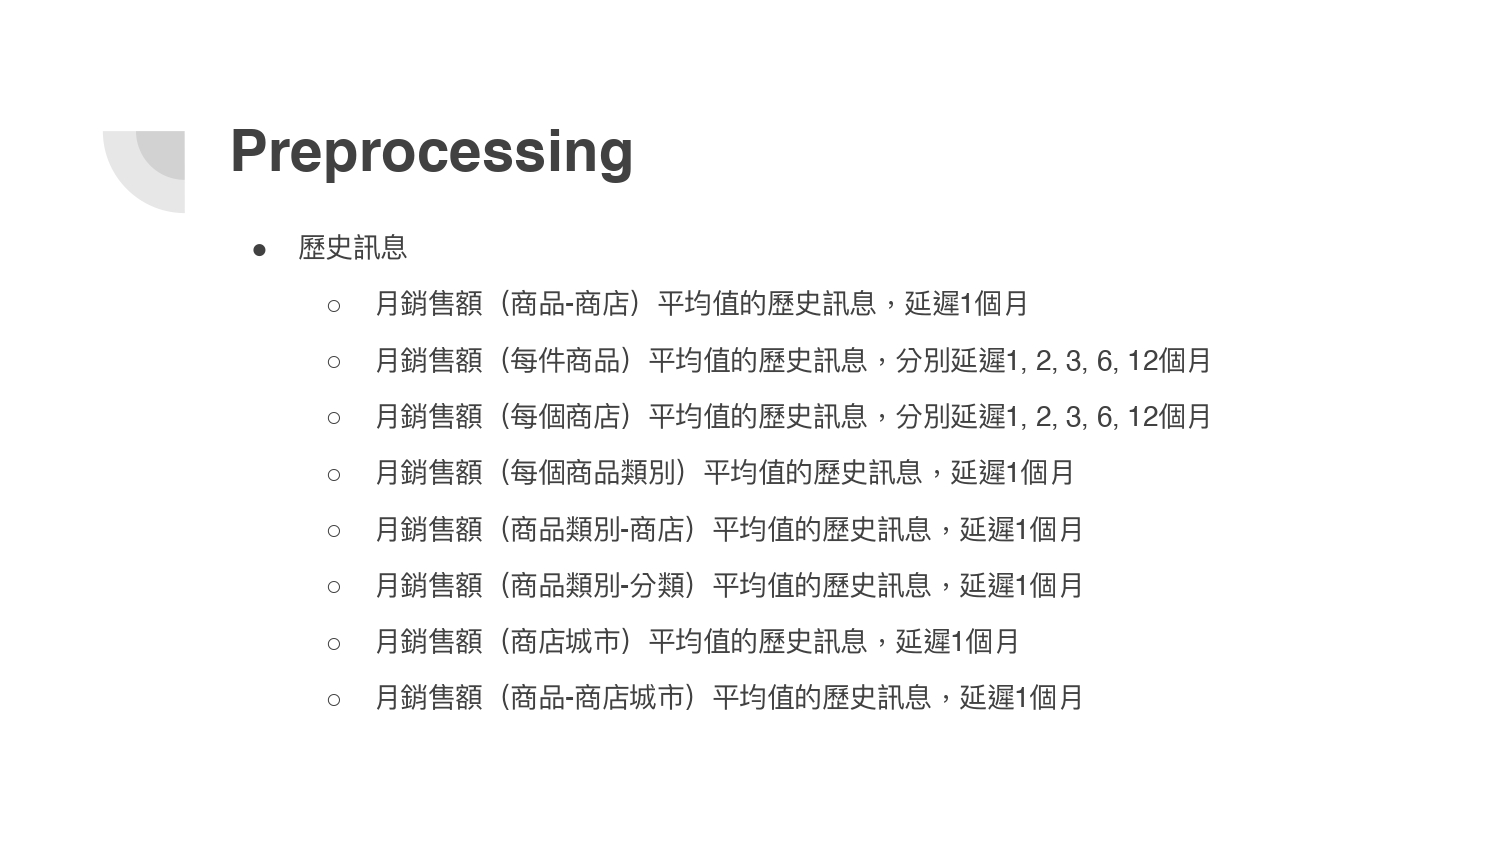 Preprocessing
● 歷史訊息
○ 月銷售額（商品-商店）平均值的歷史訊息，延遲1個月
○ 月銷售額（每件商品）平均值的歷史訊息，分別延遲1, 2, 3, 6, 12個月
○ 月銷售額（每個商店）平均值的歷史訊息，分別延遲1, 2, 3, 6, 12個月
○ 月銷售額（每個商品類別）平均值的歷史訊息，延遲1個月
○ 月銷售額（商品類別-商店）平均值的歷史訊息，延遲1個月
○ 月銷售額（商品類別-分類）平均值的歷史訊息，延遲1個月
○ 月銷售額（商店城市）平均值的歷史訊息，延遲1個月
○ 月銷售額（商品-商店城市）平均值的歷史訊息，延遲1個月